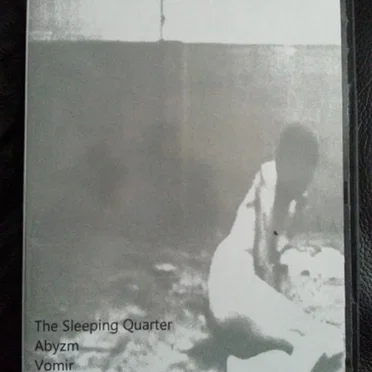 The Sleeping Quarter
Abyzm
Vomir